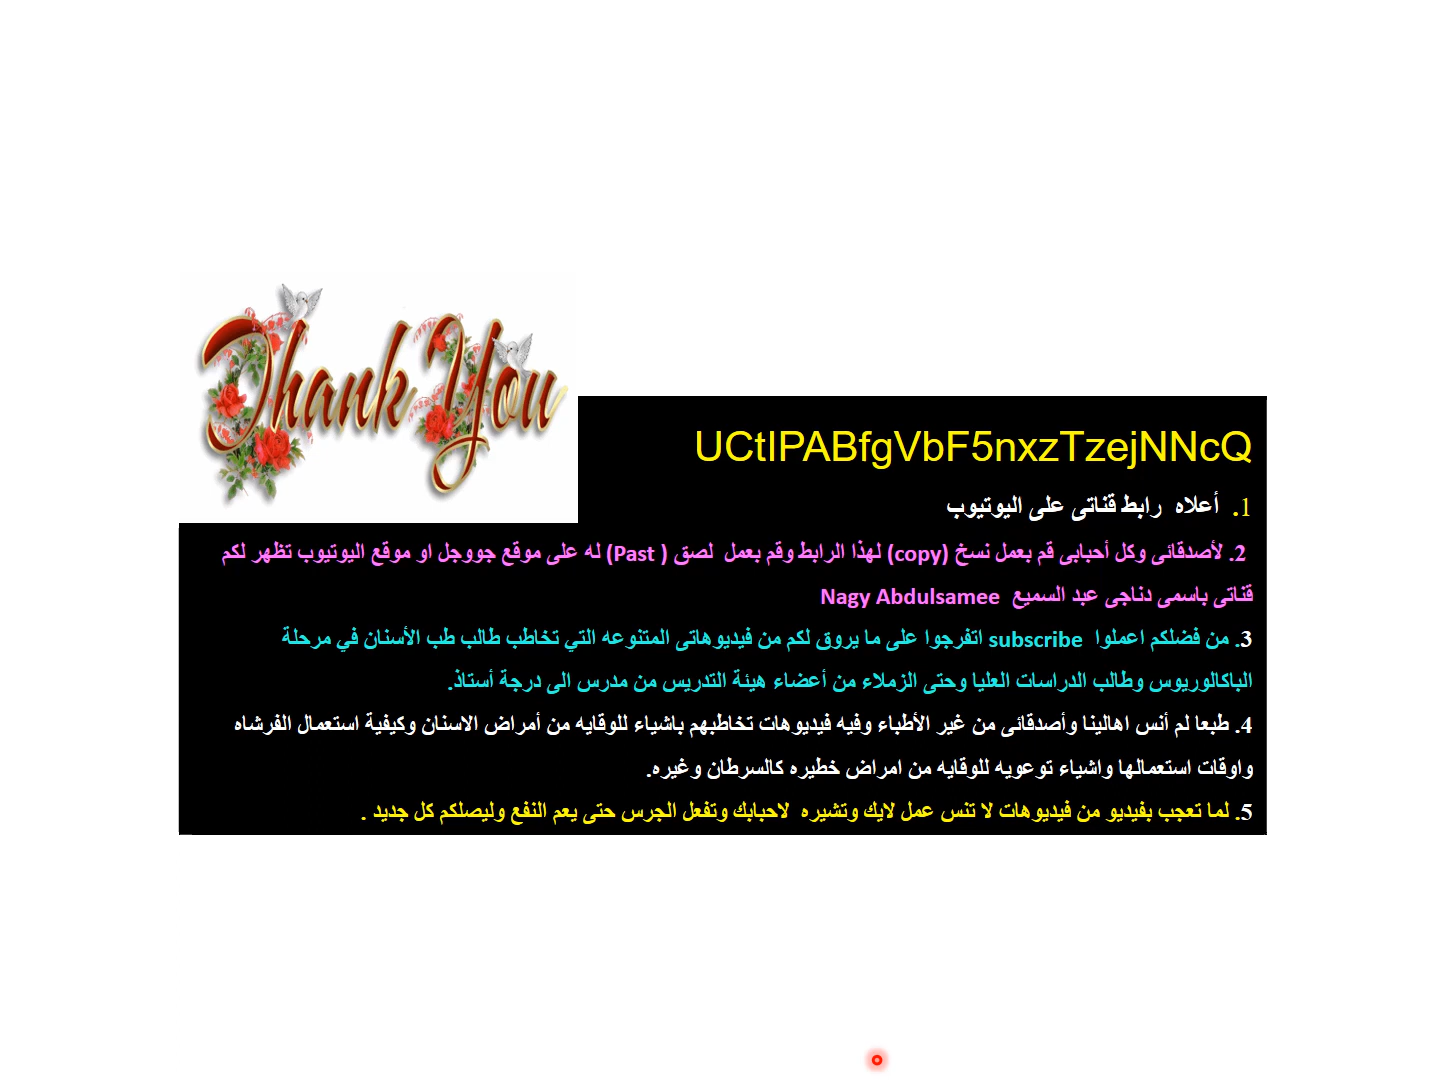 Thank You
UCtIPABfgVbF5nxzTzejNNcQ
1. أعلاه رابط قناتى على اليوتيوب
2. لأصدقائى وكل أحبابى قم بعمل نسخ (copy) لهذا الرابط وقم بعمل لصق ( Past) له على موقع جووجل او موقع اليوتيوب تظهر لكم
قناتى باسمى دناجى عبد السميع Nagy Abdulsamee
3. من فضلكم اعملوا subscribe اتفرجوا على ما يروق لكم من فيديوهاتى المتنوعه التي تخاطب طالب طب الأسنان في مرحلة
الباكالوريوس وطالب الدراسات العليا وحتى الزملاء من أعضاء هيئة التدريس من مدرس الى درجة أستاذ.
4. طبعا لم أنس اهالينا وأصدقائى من غير الأطباء وفيه فيديوهات تخاطبهم باشياء للوقايه من أمراض الاسنان وكيفية استعمال الفرشاه
واوقات استعمالها واشياء توعويه للوقايه من امراض خطيره كالسرطان وغيره.
5. لما تعجب بفيديو من فيديوهات لا تنس عمل لايك وتشيره لاحبابك وتفعل الجرس حتى يعم النفع وليصلكم كل جديد .